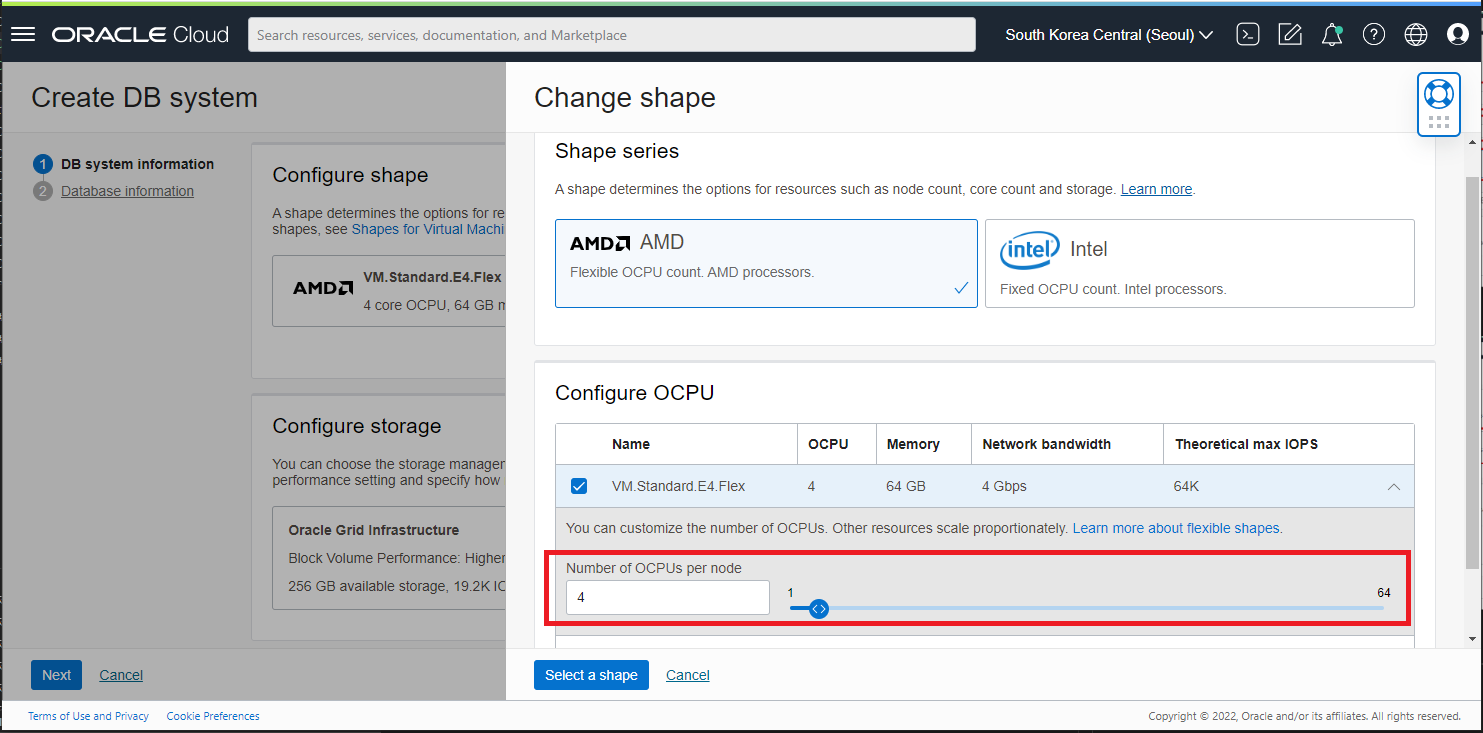 ORACLE Cloud
Search resources, services, documentation, and Marketplace
South Korea Central (Seoul)
Create DB system
1 DB system information
2 Database information
Configure shape
A shape determines the options for re
shapes, see Shapes for Virtual Machi
AMD
VM.Standard.E4.Flex
4 core OCPU, 64 GB m
Configure storage
You can choose the storage manager
performance setting and specify how
Oracle Grid Infrastructure
Block Volume Performance: Higher
256 GB available storage, 19.2K IO
Next
Cancel
Change shape
Shape series
A shape determines the options for resources such as node count, core count and storage. Learn more.
AMD AMD
Flexible OCPU count. AMD processors.
intel Intel
Fixed OCPU count. Intel processors.
Configure OCPU
Name OCPU Memory Network bandwidth Theoretical max IOPS
VM.Standard.E4.Flex 4 64 GB 4 Gbps 64K
You can customize the number of OCPUs. Other resources scale proportionately. Learn more about flexible shapes.
Number of OCPUs per node
4
1 64
Select a shape
Cancel
Terms of Use and Privacy Cookie Preferences
Copyright © 2022, Oracle and/or its affiliates. All rights reserved.